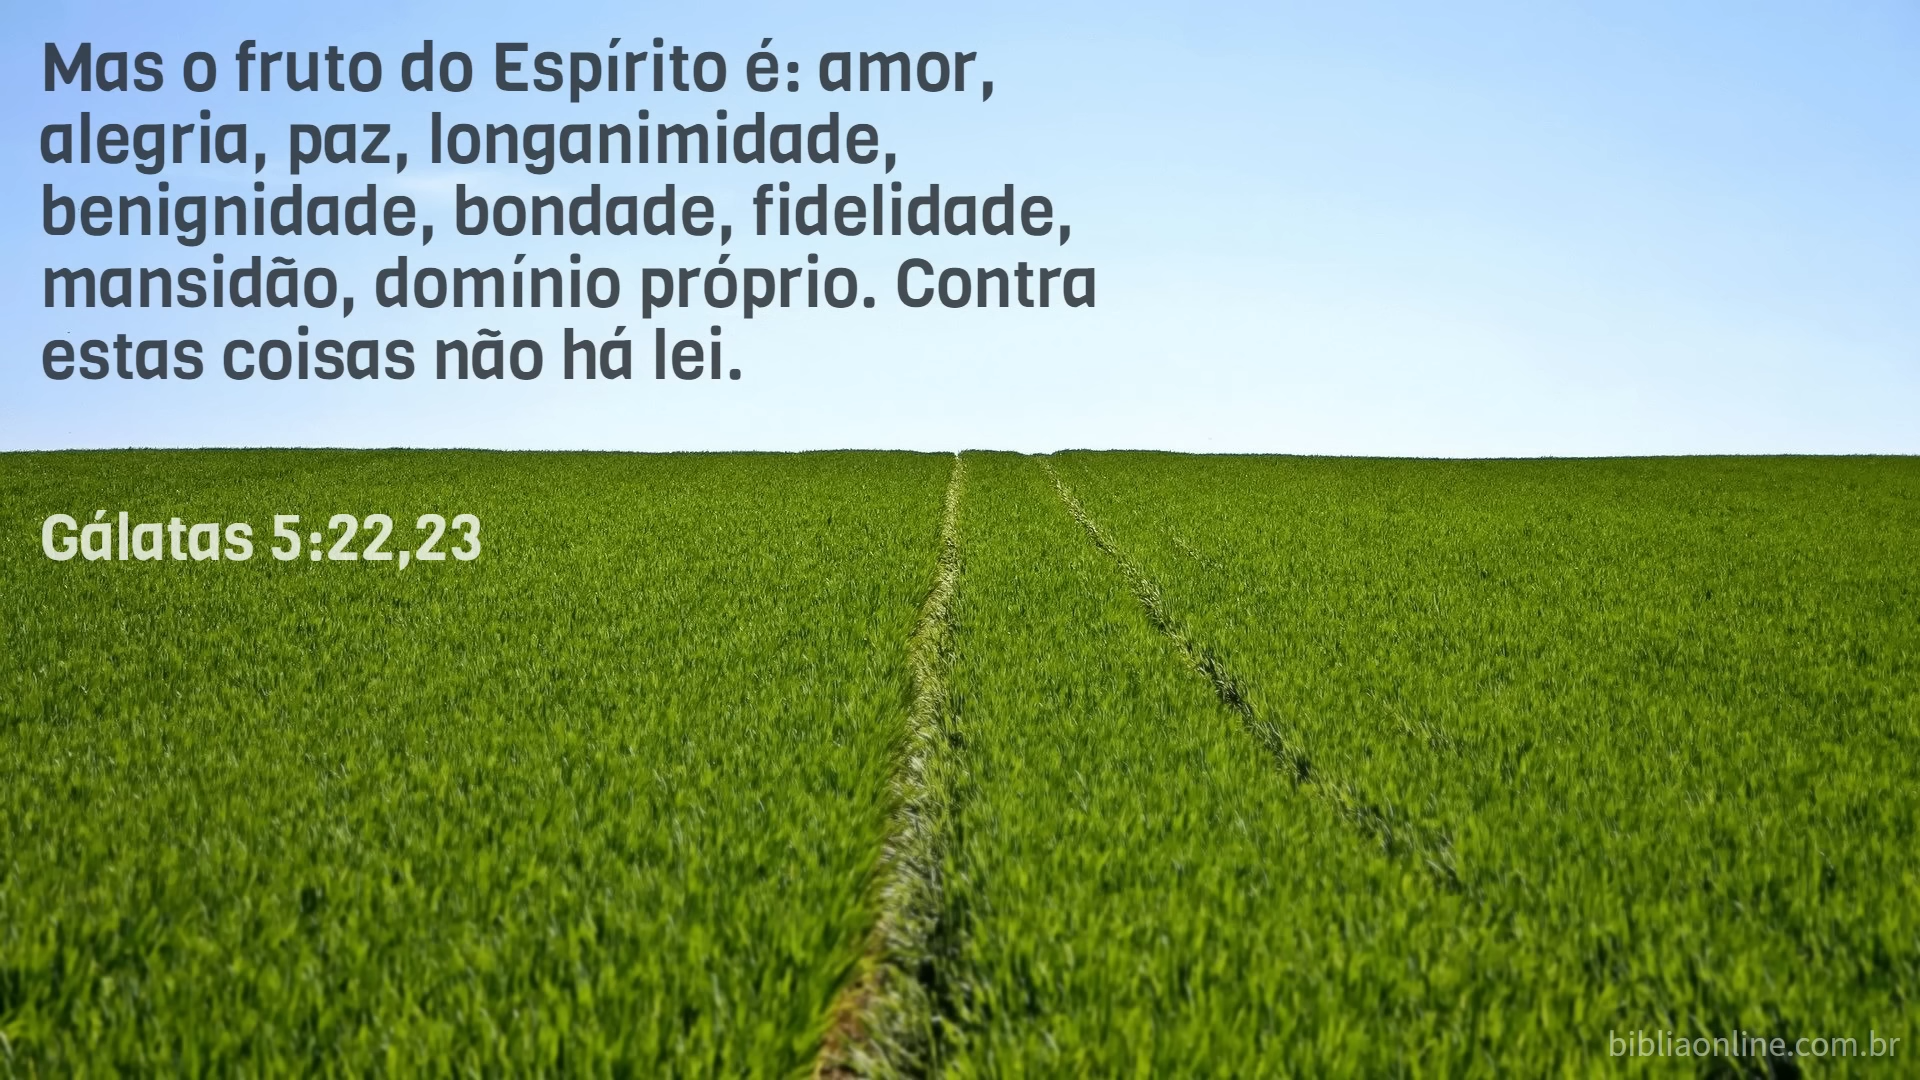 Mas o fruto do Espírito é: amor,
alegria, paz, longanimidade,
benignidade, bondade, fidelidade,
mansidão, domínio próprio. Contra
estas coisas não há lei.
Gálatas 5:22,23
bibliaonline.com.br